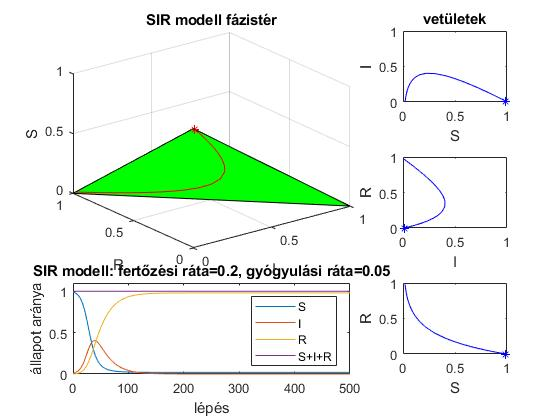 SIR modell fázistér
1
0.5
0
S
1
0.5
0
R
0
0.5
1
vetületek
1
0.5
0
I
0
0.5
1
S
1
0.5
0
R
0
0.5
1
I
1
0.5
0
R
0
0.5
1
S
SIR modell: fertőzési ráta=0.2, gyógyulási ráta=0.05
1
0.5
0
állapot aránya
0
100
200
300
400
500
lépés
S
I
R
S+I+R